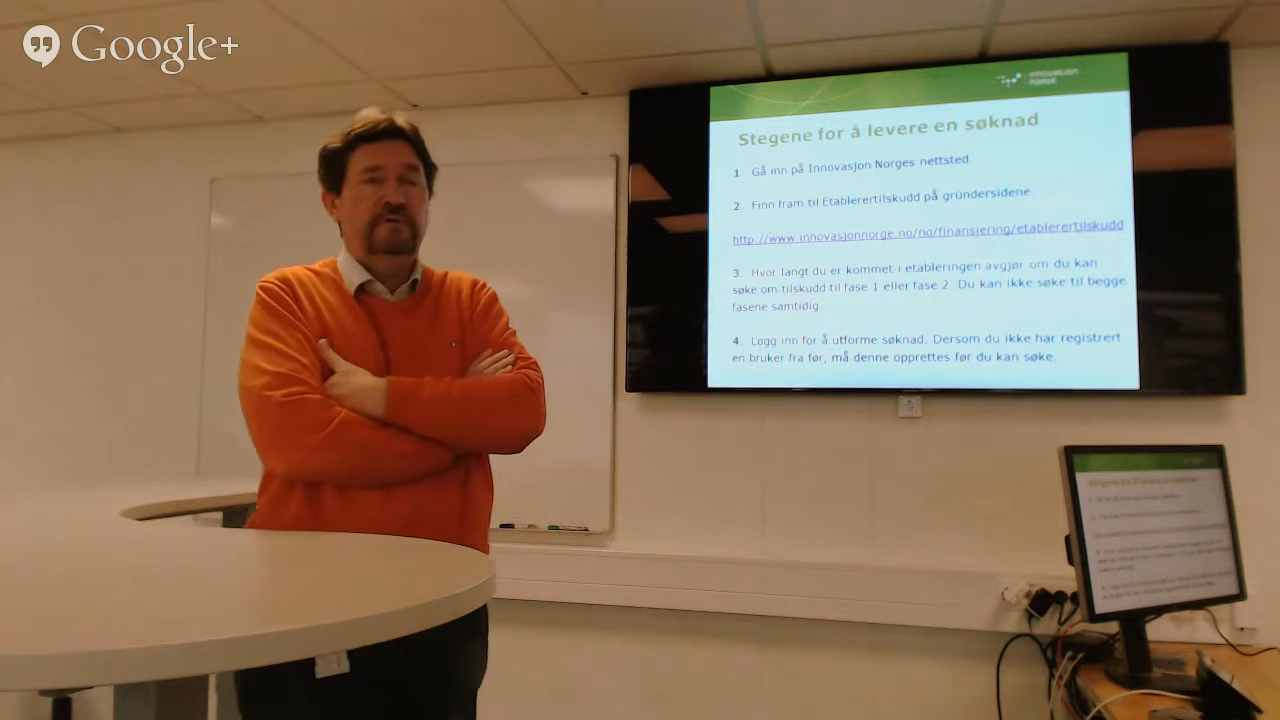 Google+
innovasjon
norge
Stegene for å levere en søknad
1. Gå inn på Innovasjon Norges nettsted.
2. Finn fram til Etablerertilskudd på gründersidene
http://www.innovasjonnorge.no/no/finansiering/etablerertilskudd
3. Hvor langt du er kommet i etableringen avgjør om du kan
søke om tilskudd til fase 1 eller fase 2. Du kan ikke søke til begge
fasene samtidig.
4. Logg inn for å utforme søknad. Dersom du ikke har registrert
en bruker fra før, må denne opprettes før du kan søke.